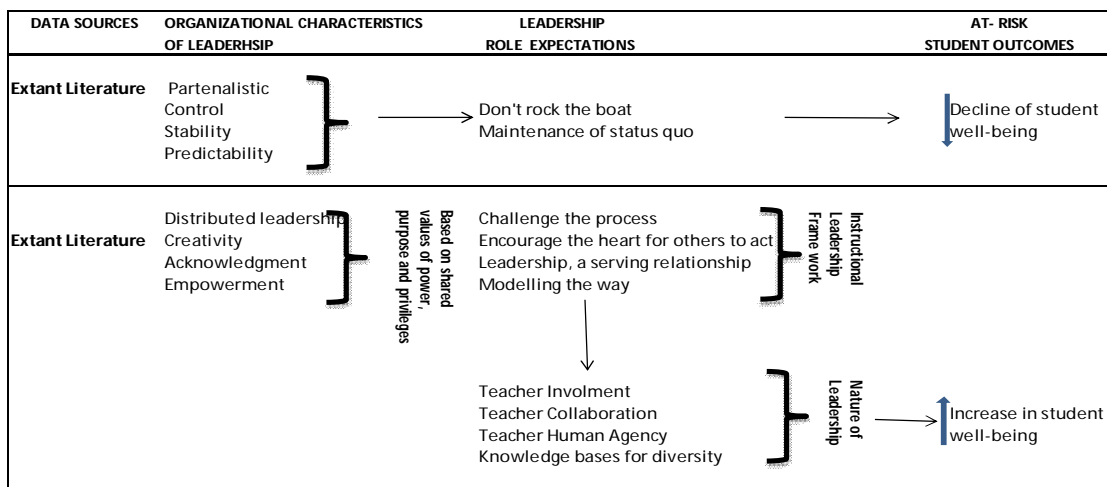 DATA SOURCES
ORGANIZATIONAL CHARACTERISTICS
OF LEADERHSIP
LEADERSHIP
ROLE EXPECTATIONS
AT- RISK
STUDENT OUTCOMES
Extant Literature
Partenalistic
Control
Stability
Predictability
Don't rock the boat
Maintenance of status quo
Decline of student
well-being
Extant Literature
Distributed leadership
Creativity
Acknowledgment
Empowerment
Based on shared
values of power,
purpose and privileges
Challenge the process
Encourage the heart for others to act
Leadership, a serving relationship
Modelling the way
Instructional
Leadership
Frame work
Teacher Involment
Teacher Collaboration
Teacher Human Agency
Knowledge bases for diversity
Nature of
Leadership
Increase in student
well-being